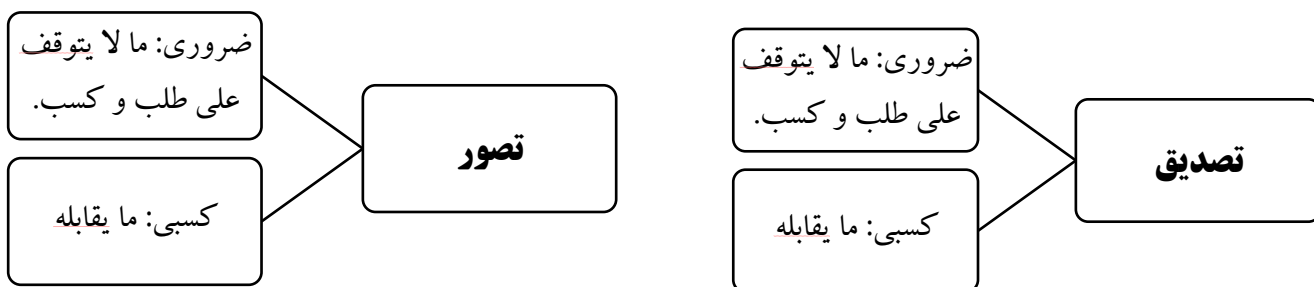 تصدیق
ضروری: ما لا یتوقف
علی طلب و کسب.
کسبی: ما یقابله
تصور
ضروری: ما لا یتوقف
علی طلب و کسب.
کسبی: ما یقابله